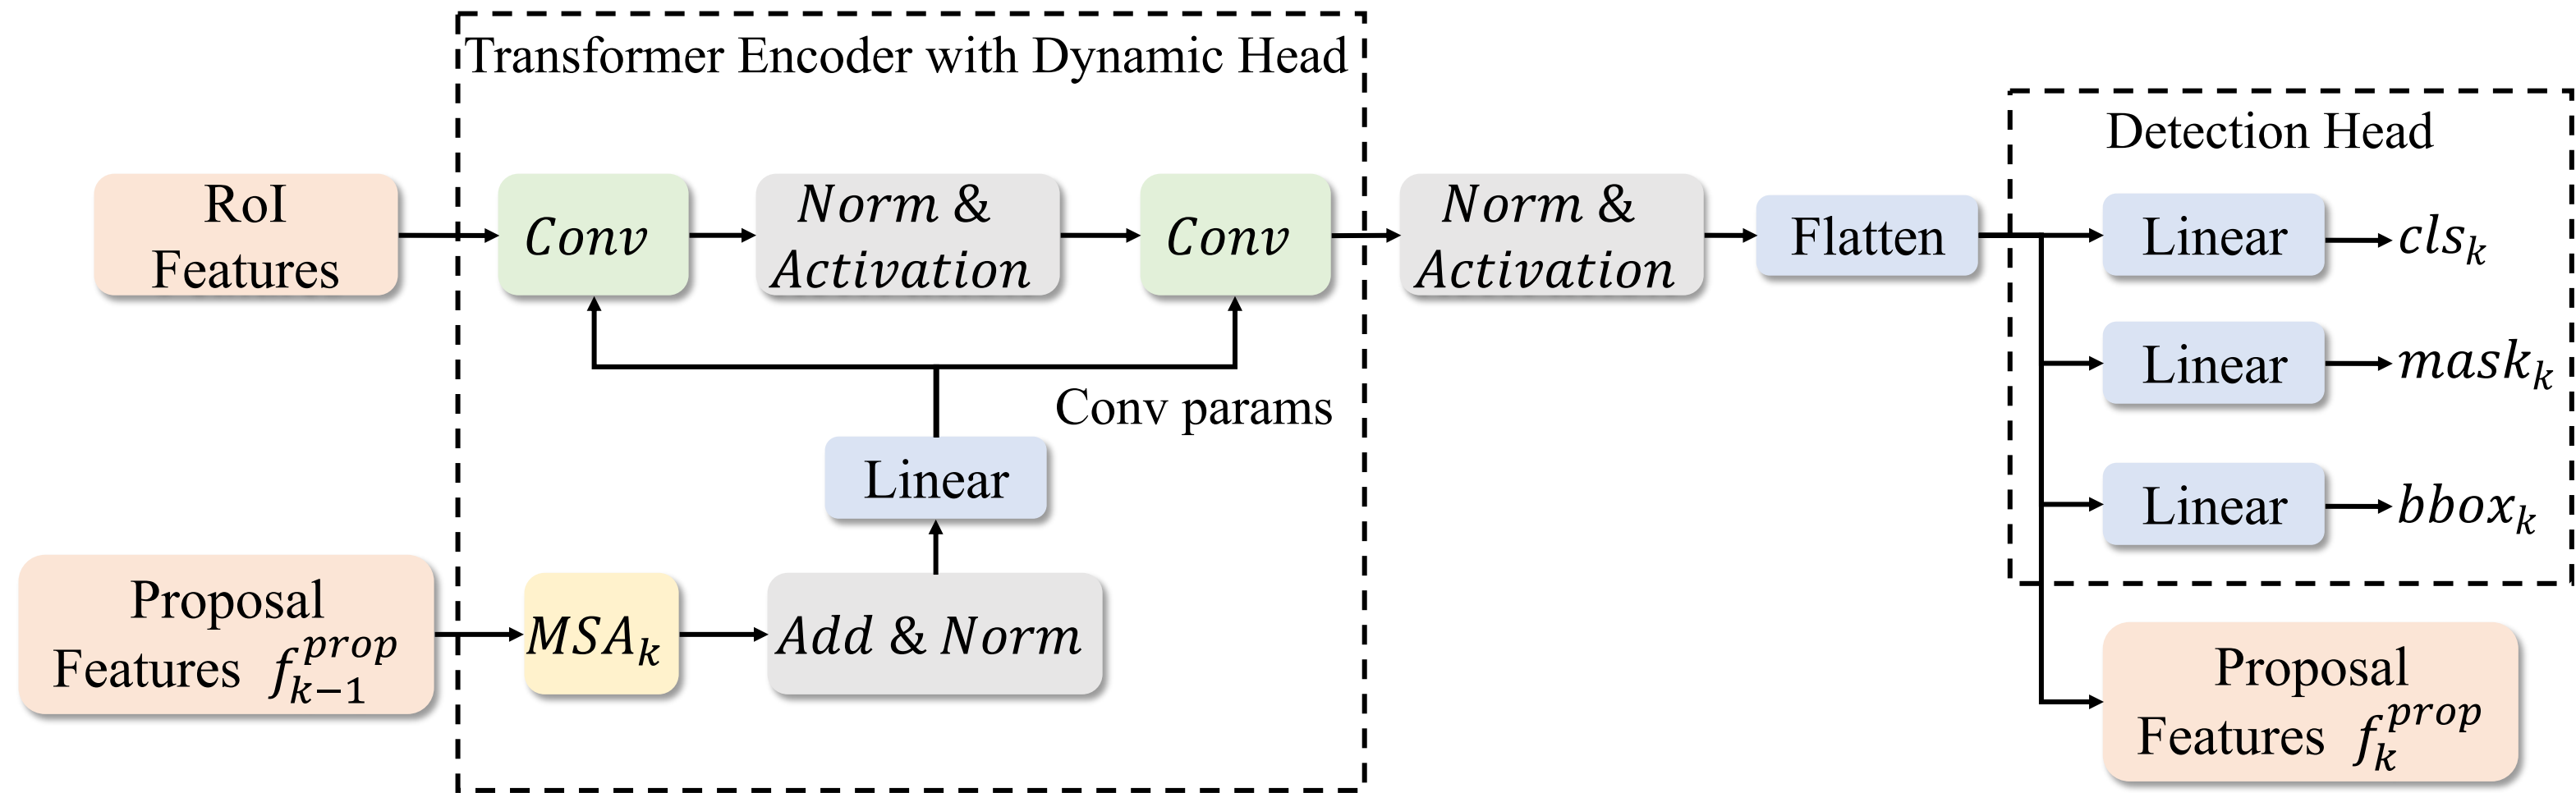 Transformer Encoder with Dynamic Head
RoI
Features
Conv
Norm &
Activation
Conv
Norm &
Activation
Flatten
Detection Head
Linear
cls_k
Linear
mask_k
Linear
bbox_k
Conv params
Linear
Proposal
Features f_{k-1}^{prop}
MSA_k
Add & Norm
Proposal
Features f_k^{prop}